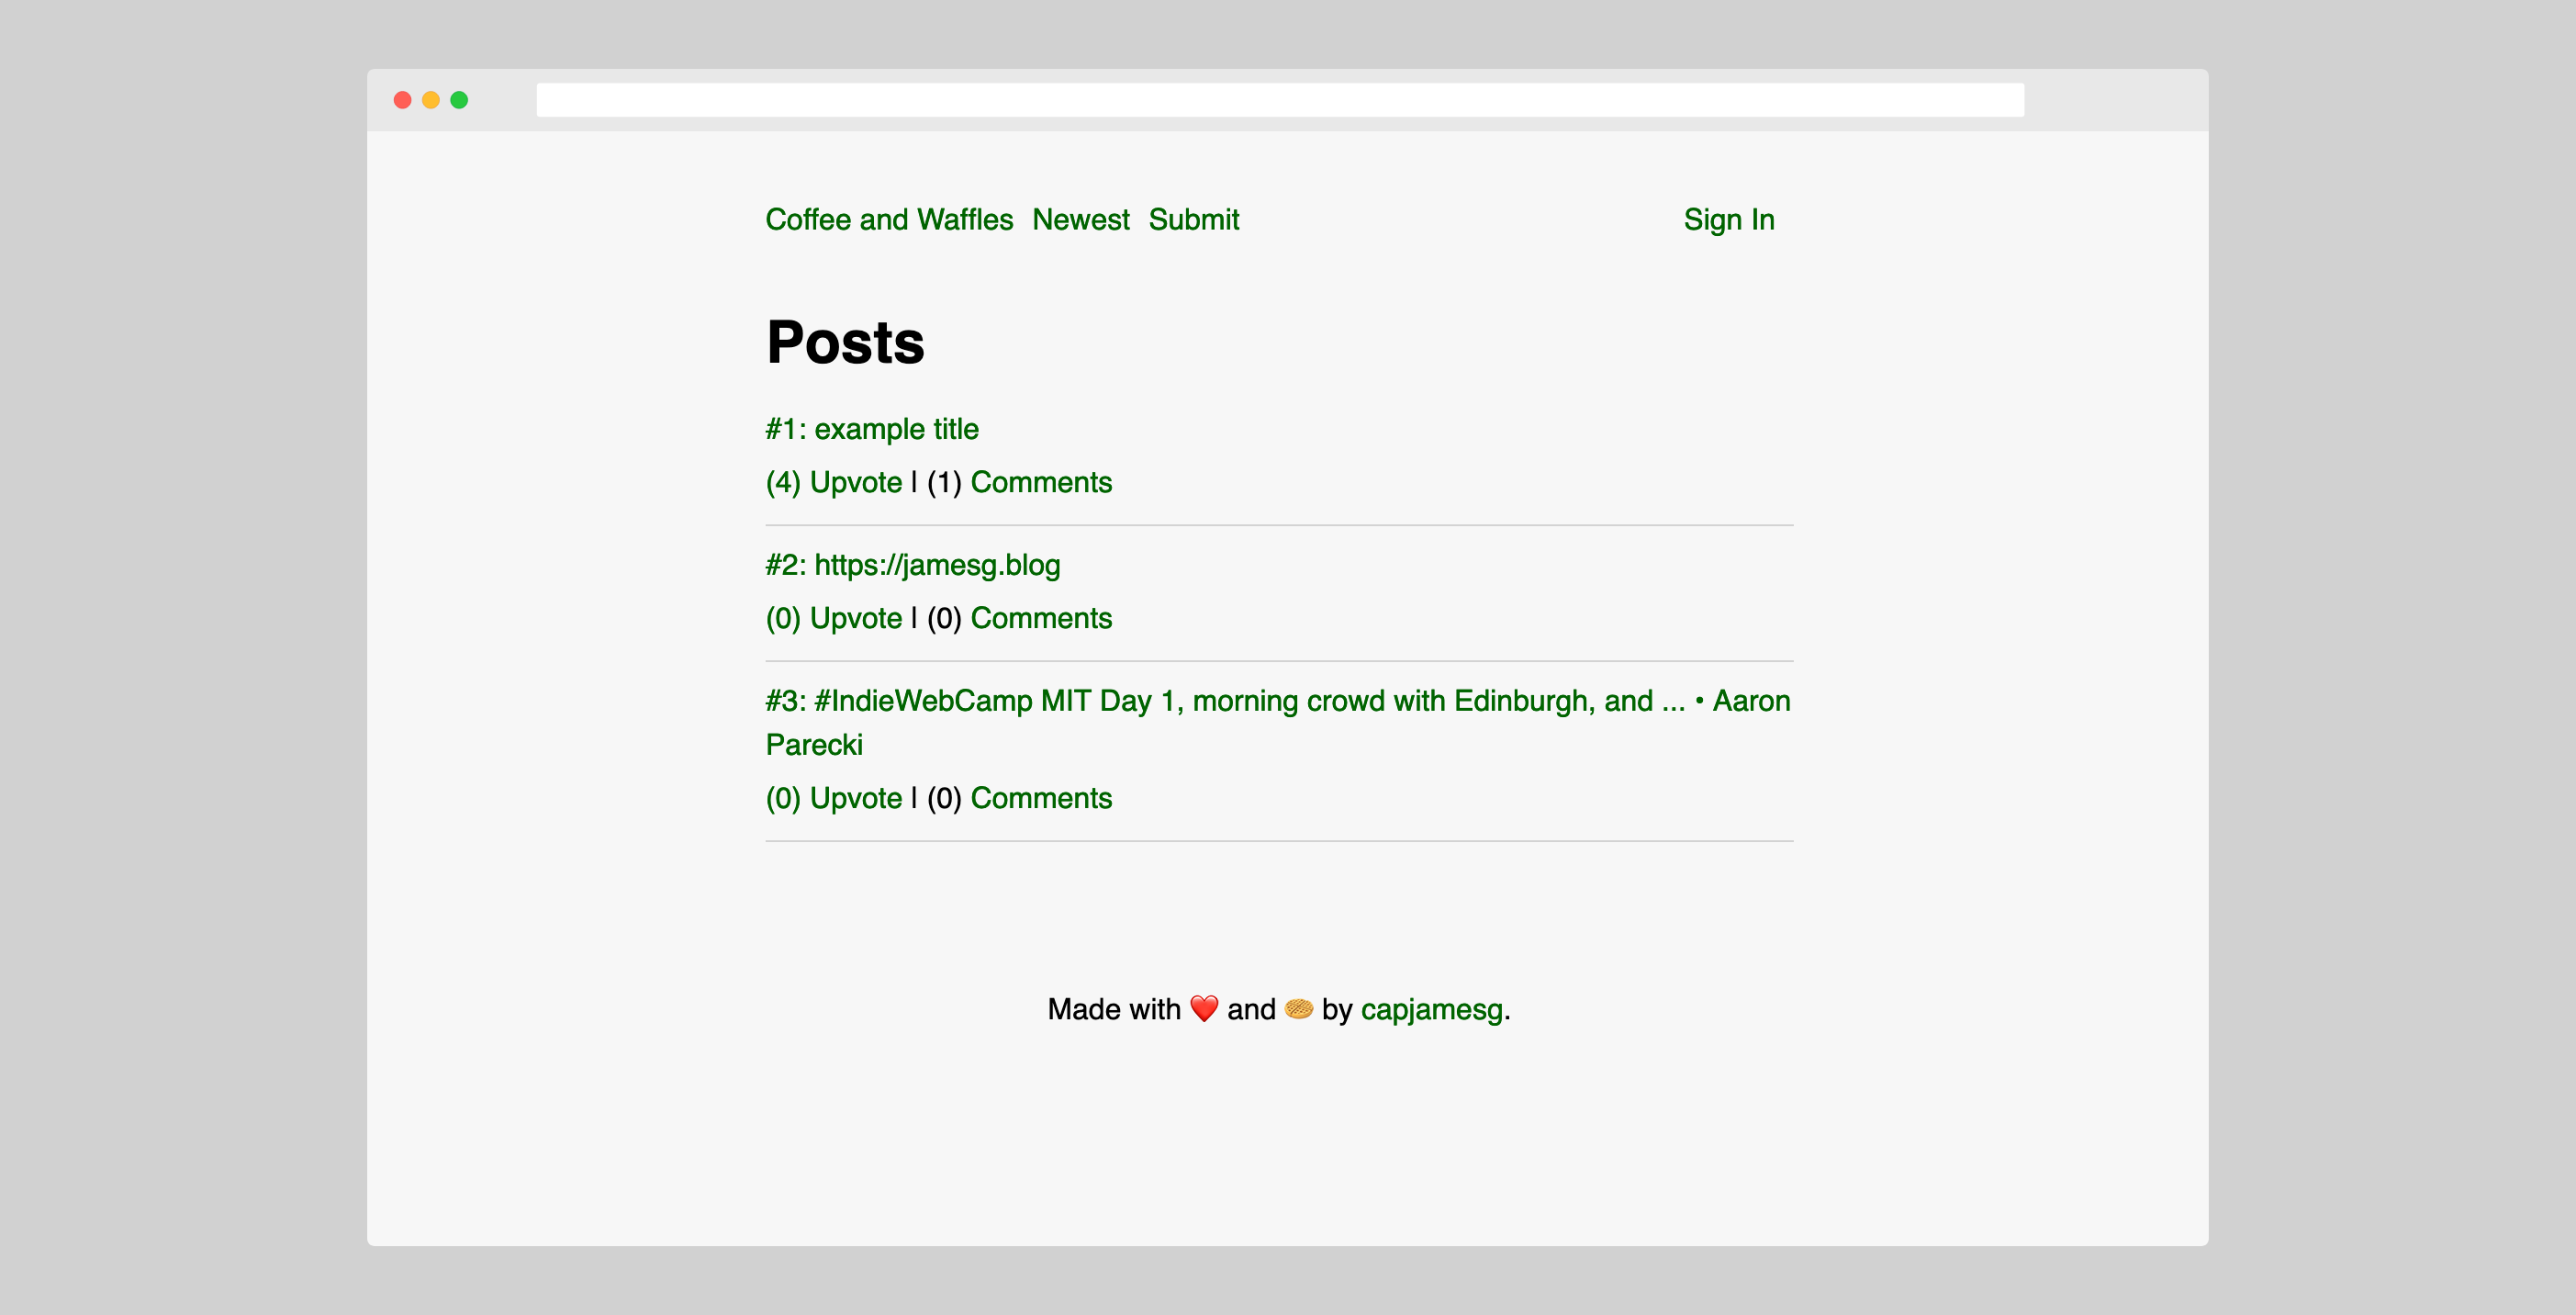 Coffee and Waffles Newest Submit Sign In
Posts
#1: example title
(4) Upvote | (1) Comments
#2: https://jamesg.blog
(0) Upvote | (0) Comments
#3: #IndieWebCamp MIT Day 1, morning crowd with Edinburgh, and ... • Aaron
Parecki
(0) Upvote | (0) Comments
Made with ❤️ and 🧇 by capjamesg.